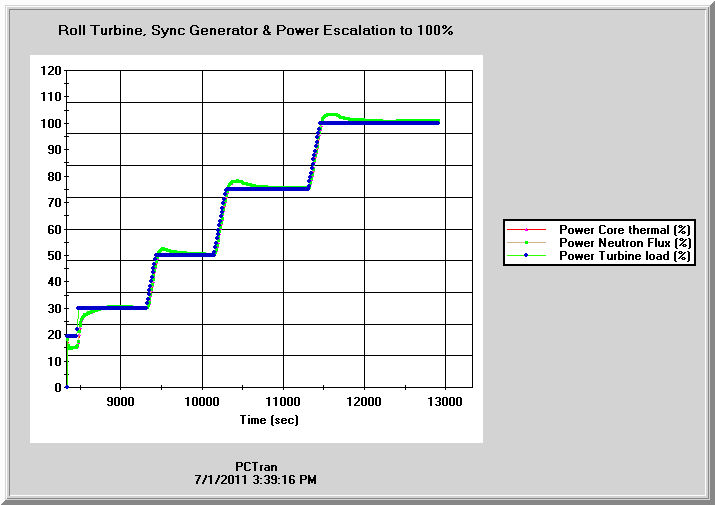 Roll Turbine, Sync Generator & Power Escalation to 100%
120
110
100
90
80
70
60
50
40
30
20
10
0
Power Core thermal (%)
Power Neutron Flux (%)
Power Turbine load (%)
9000 10000 11000 12000 13000
Time (sec)
PCTran
7/1/2011 3:39:16 PM